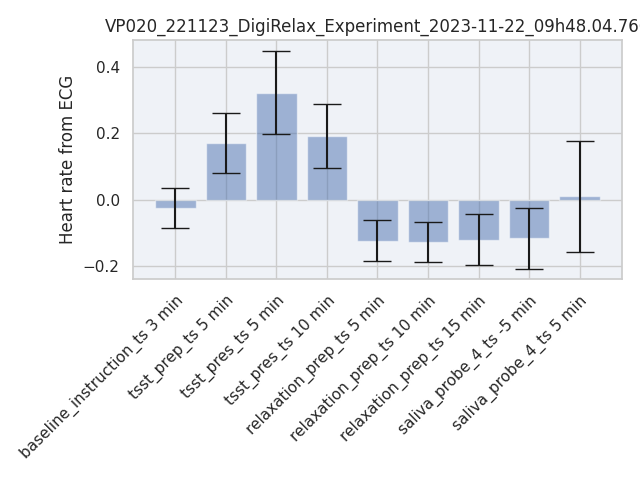 VP020_221123_DigiRelax_Experiment_2023-11-22_09h48.04.76
Heart rate from ECG
0.4
0.2
0.0
−0.2
baseline_instruction_ts 3 min
tsst_prep_ts 5 min
tsst_pres_ts 5 min
tsst_pres_ts 10 min
relaxation_prep_ts 5 min
relaxation_prep_ts 10 min
relaxation_prep_ts 15 min
saliva_probe_4_ts -5 min
saliva_probe_4_ts 5 min